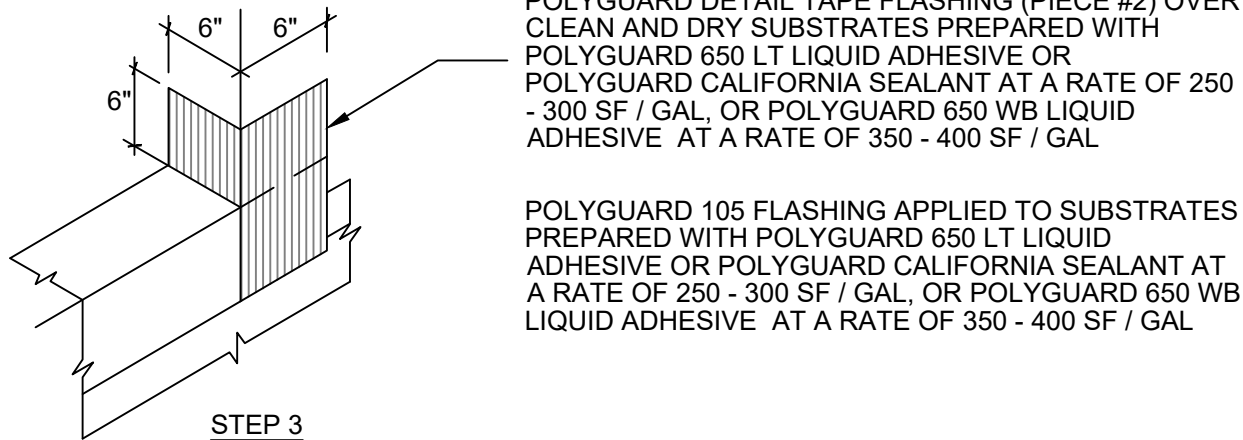 6" 6"
6"
POLYGUARD DETAIL TAPE FLASHING (PIECE #2) OVER
CLEAN AND DRY SUBSTRATES PREPARED WITH
POLYGUARD 650 LT LIQUID ADHESIVE OR
POLYGUARD CALIFORNIA SEALANT AT A RATE OF 250
- 300 SF / GAL, OR POLYGUARD 650 WB LIQUID
ADHESIVE AT A RATE OF 350 - 400 SF / GAL
POLYGUARD 105 FLASHING APPLIED TO SUBSTRATES
PREPARED WITH POLYGUARD 650 LT LIQUID
ADHESIVE OR POLYGUARD CALIFORNIA SEALANT AT
A RATE OF 250 - 300 SF / GAL, OR POLYGUARD 650 WB
LIQUID ADHESIVE AT A RATE OF 350 - 400 SF / GAL
STEP 3